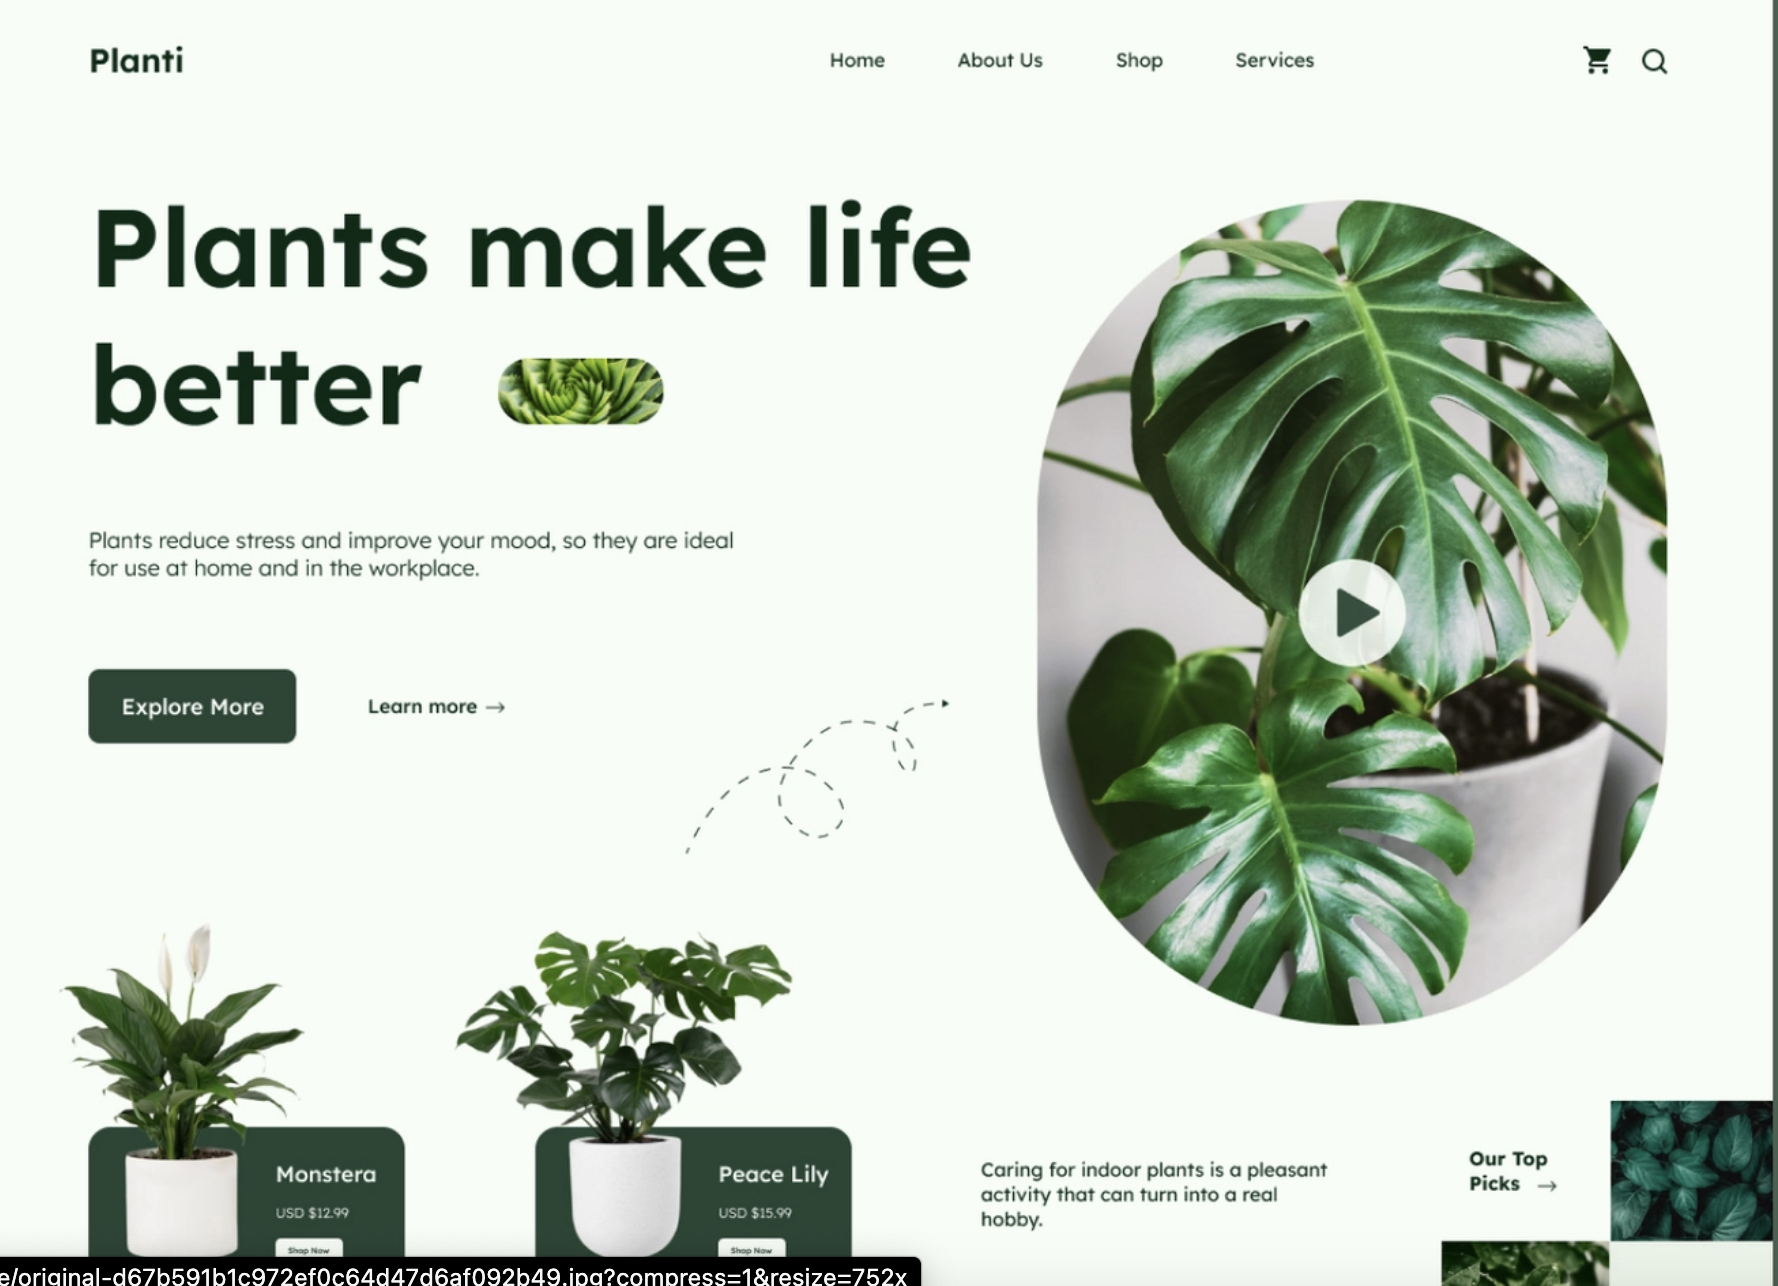 Planti
Home
About Us
Shop
Services
Plants make life
better
Plants reduce stress and improve your mood, so they are ideal
for use at home and in the workplace.
Explore More
Learn more →
Monstera
USD $12.99
Shop Now
Peace Lily
USD $15.99
Shop Now
Caring for indoor plants is a pleasant
activity that can turn into a real
hobby.
Our Top
Picks →
e/original-d67b591b1c972ef0c64d47d6af092b49.jpg?compress=1&resize=752x